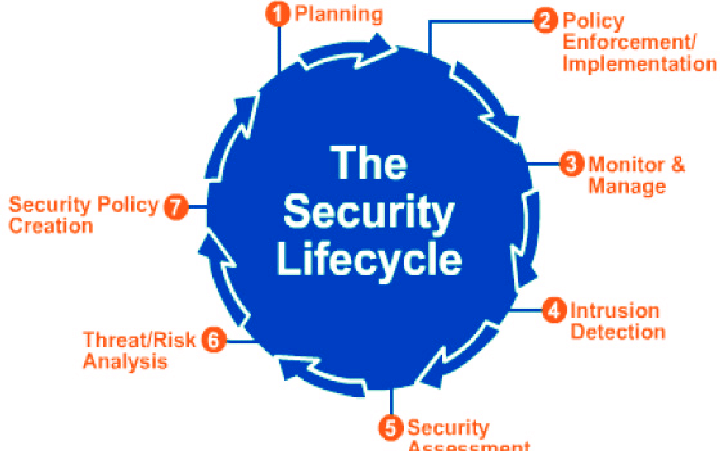 1 Planning
2 Policy
Enforcement/
Implementation
The
Security
Lifecycle
3 Monitor &
Manage
4 Intrusion
Detection
5 Security
Assessment
6 Threat/Risk
Analysis
7 Security Policy
Creation